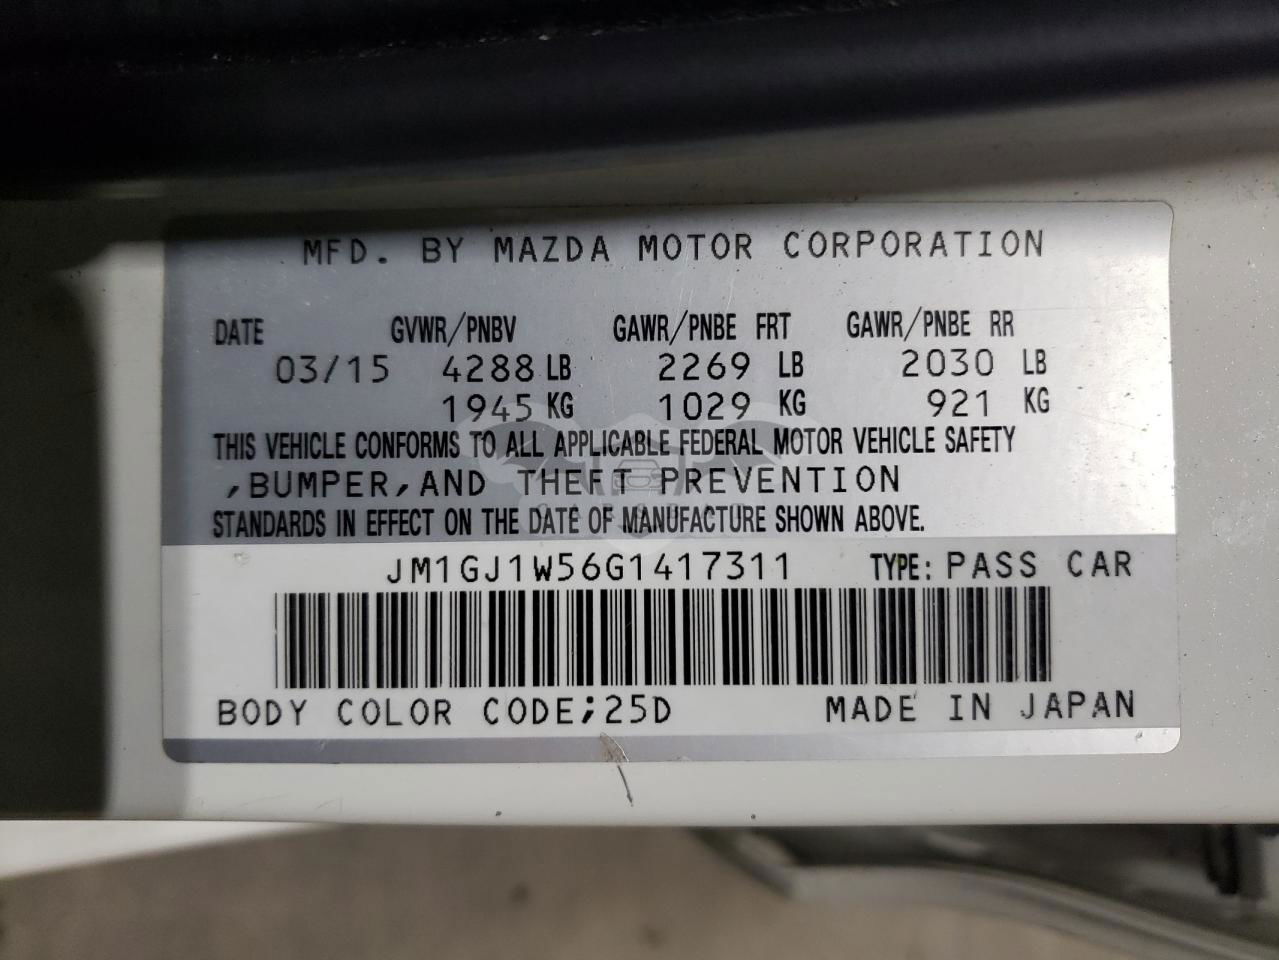 MFD. BY MAZDA MOTOR CORPORATION
DATE GVWR/PNBV GAWR/PNBE FRT GAWR/PNBE RR
03/15 4288 LB 2269 LB 2030 LB
1945 KG 1029 KG 921 KG
THIS VEHICLE CONFORMS TO ALL APPLICABLE FEDERAL MOTOR VEHICLE SAFETY
,BUMPER,AND THEFT PREVENTION
STANDARDS IN EFFECT ON THE DATE OF MANUFACTURE SHOWN ABOVE.
JM1GJ1W56G1417311 TYPE: PASS CAR
BODY COLOR CODE;25D MADE IN JAPAN